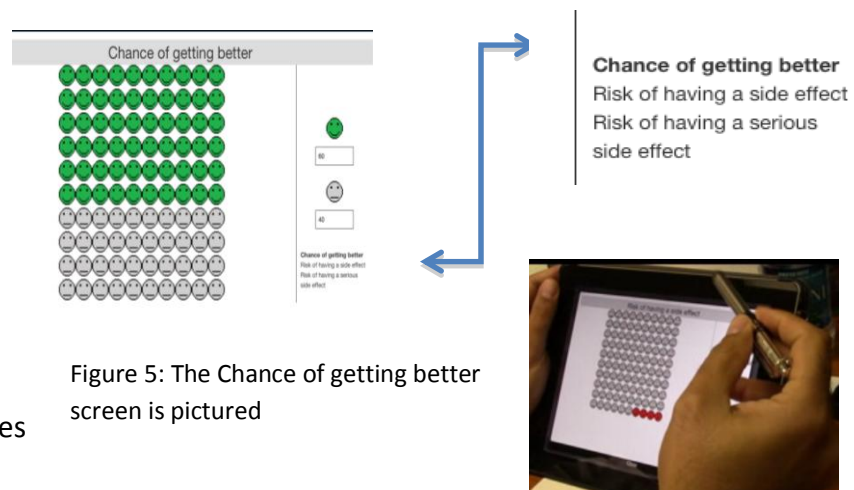 Chance of getting better
60
40
Chance of getting better
Risk of having a side effect
Risk of having a serious
side effect
Chance of getting better
Risk of having a side effect
Risk of having a serious
side effect
Risk of having a side effect
Figure 5: The Chance of getting better
screen is pictured
es